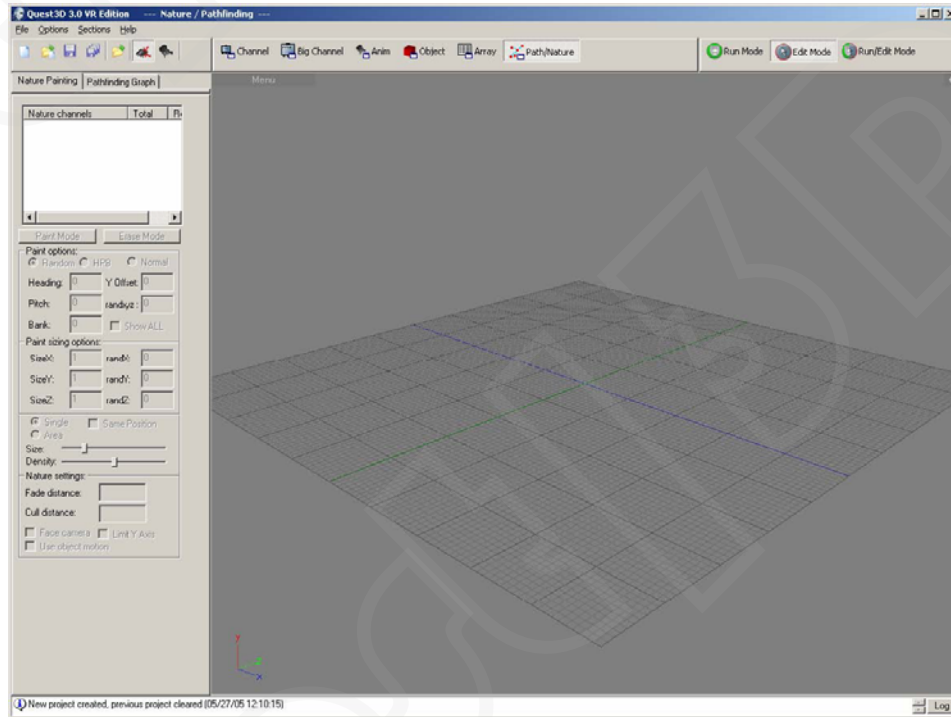 Quest3D 3.0 VR Edition --- Nature / Pathfinding ---
File Options Sections Help
Channel Big Channel Anim Object Array Path/Nature Run Mode Edit Mode Run/Edit Mode
Nature Painting Pathfinding Graph
Menu
Nature channels Total
Paint Mode Erase Mode
Paint options:
Random HPB Normal
Heading: 0 Y Offset: 0
Pitch: 0 randxyz: 0
Bank: 0 Show ALL
Paint sizing options:
SizeX: 1 randX: 0
SizeY: 1 randY: 0
SizeZ: 1 randZ: 0
Single Same Position
Area
Size:
Density:
Nature settings:
Fade distance:
Cull distance:
Face camera Limit Y Axis
Use object motion
y
z
x
New project created, previous project cleared (05/27/05 12:10:15) Log